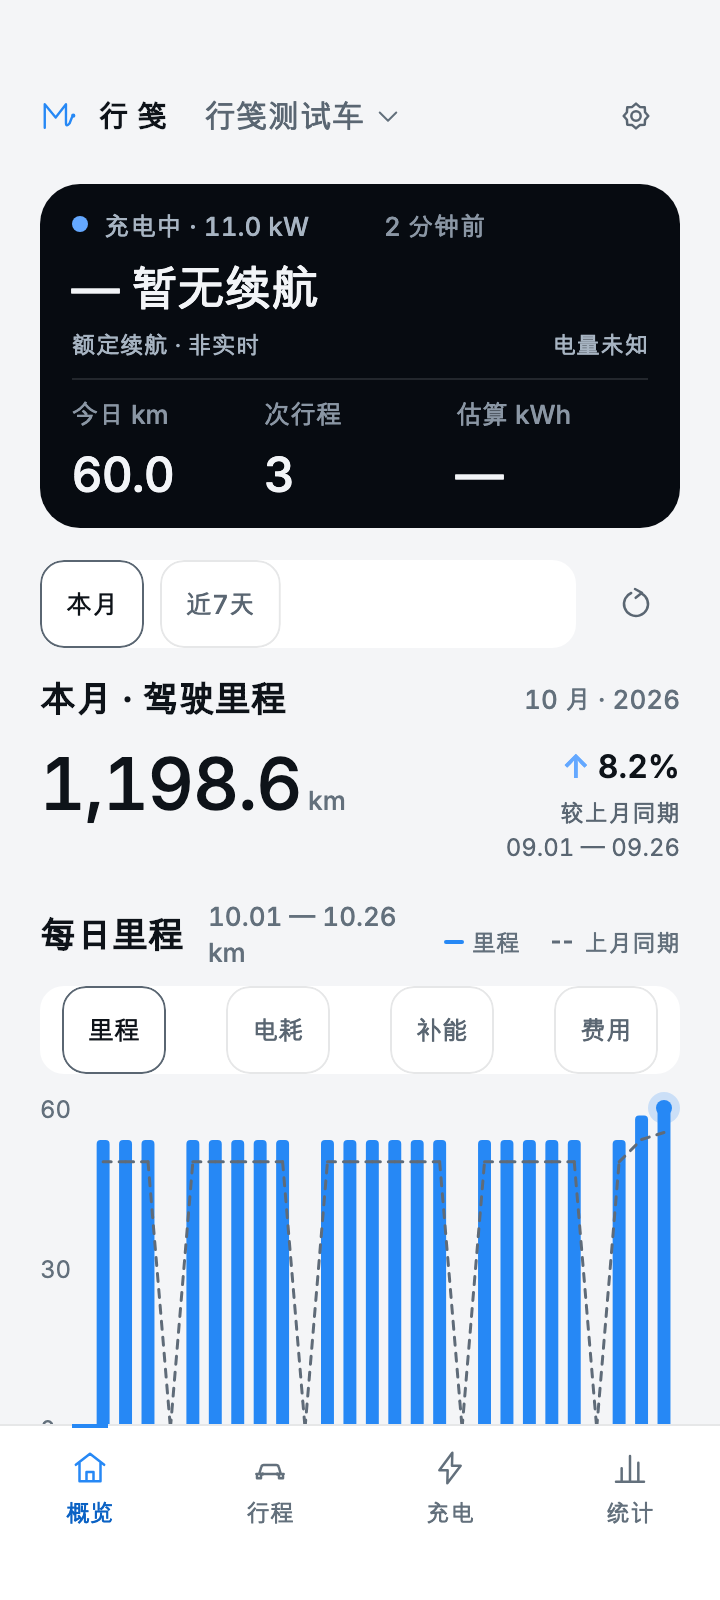 行 笺 行笺测试车
充电中 · 11.0 kW 2 分钟前
— 暂无续航
额定续航 · 非实时 电量未知
今日 km 次行程 估算 kWh
60.0 3 —
本月 近7天
本月 · 驾驶里程 10 月 · 2026
1,198.6 km ↑ 8.2%
较上月同期
09.01 — 09.26
每日里程 10.01 — 10.26
km 里程 -- 上月同期
里程 电耗 补能 费用
60
30
概览 行程 充电 统计